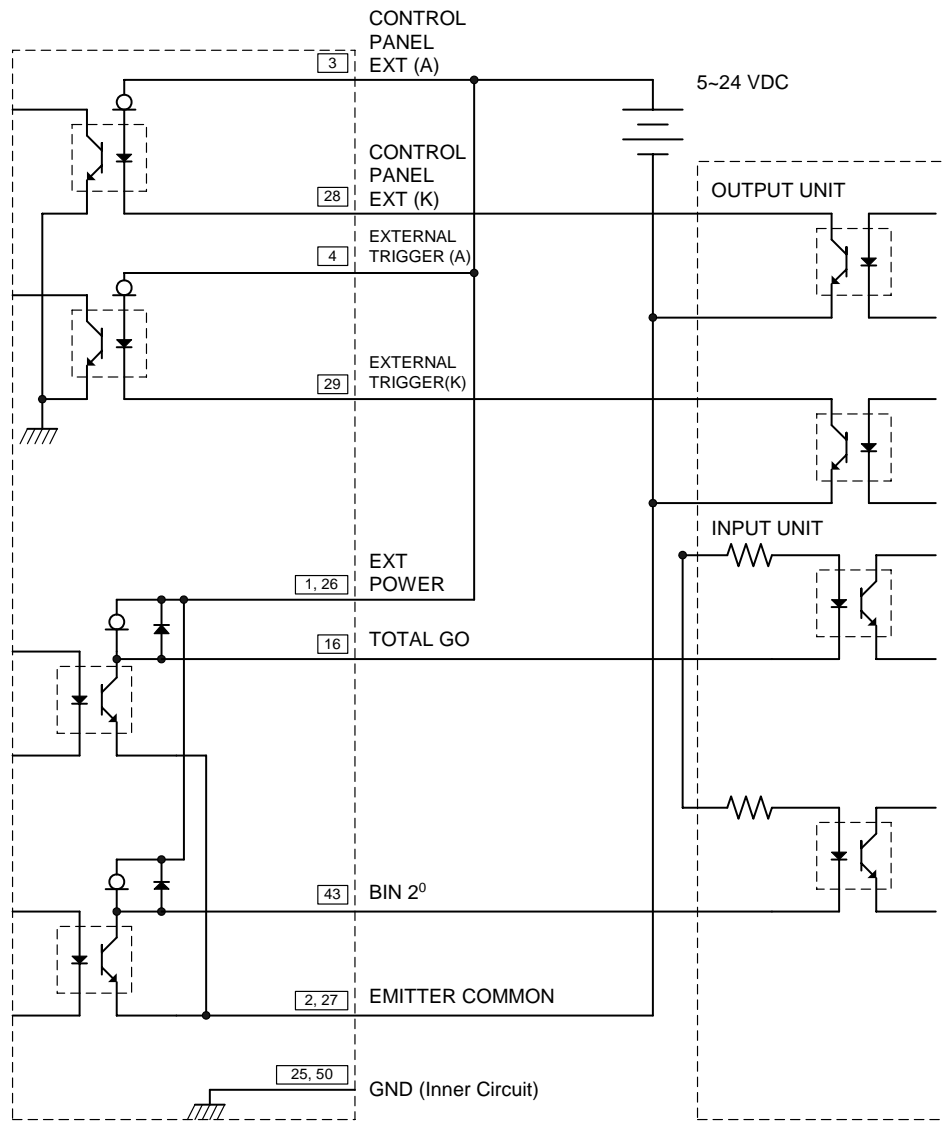 CONTROL
PANEL
EXT (A)
3
5~24 VDC
CONTROL
PANEL
EXT (K)
28
OUTPUT UNIT
EXTERNAL
TRIGGER (A)
4
EXTERNAL
TRIGGER(K)
29
INPUT UNIT
EXT
POWER
1, 26
16
TOTAL GO
43
BIN 2⁰
2, 27
EMITTER COMMON
25, 50
GND (Inner Circuit)